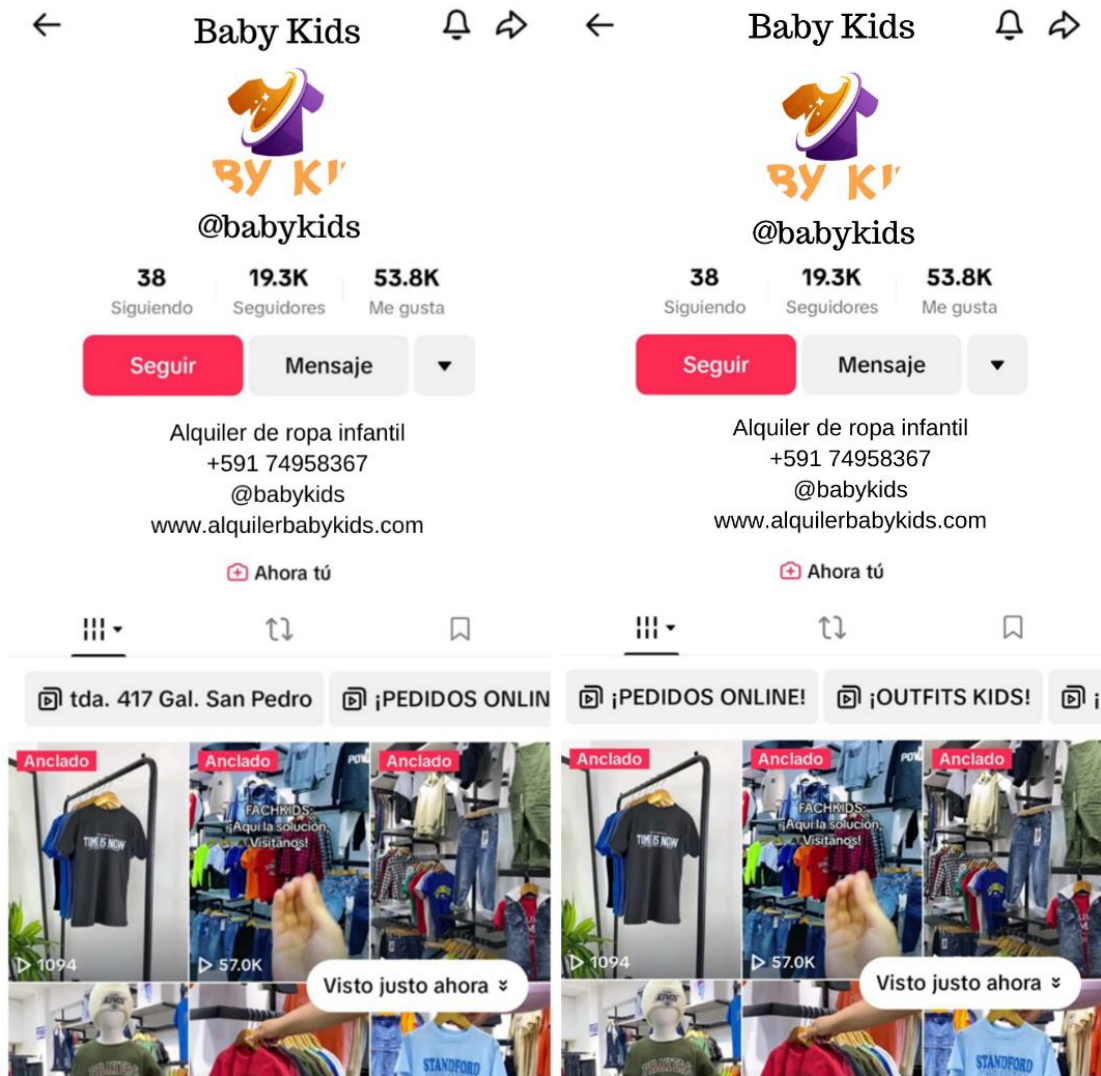 Baby Kids
BY KI
@babykids
38 19.3K 53.8K
Siguiendo Seguidores Me gusta
Seguir Mensaje
Alquiler de ropa infantil
+591 74958367
@babykids
www.alquilerbabykids.com
Ahora tú
tda. 417 Gal. San Pedro ¡PEDIDOS ONLIN
Anclado Anclado Anclado
POW
FACHKIDS:
¡Aquí la solución,
Visítanos!
TIME IS NOW
1094 57.0K
Visto justo ahora
STANDFORD
Baby Kids
BY KI
@babykids
38 19.3K 53.8K
Siguiendo Seguidores Me gusta
Seguir Mensaje
Alquiler de ropa infantil
+591 74958367
@babykids
www.alquilerbabykids.com
Ahora tú
¡PEDIDOS ONLINE! ¡OUTFITS KIDS! ¡
Anclado Anclado Anclado
POW
FACHKIDS:
¡Aquí la solución,
Visítanos!
TIME IS NOW
1094 57.0K
Visto justo ahora
STANDFORD